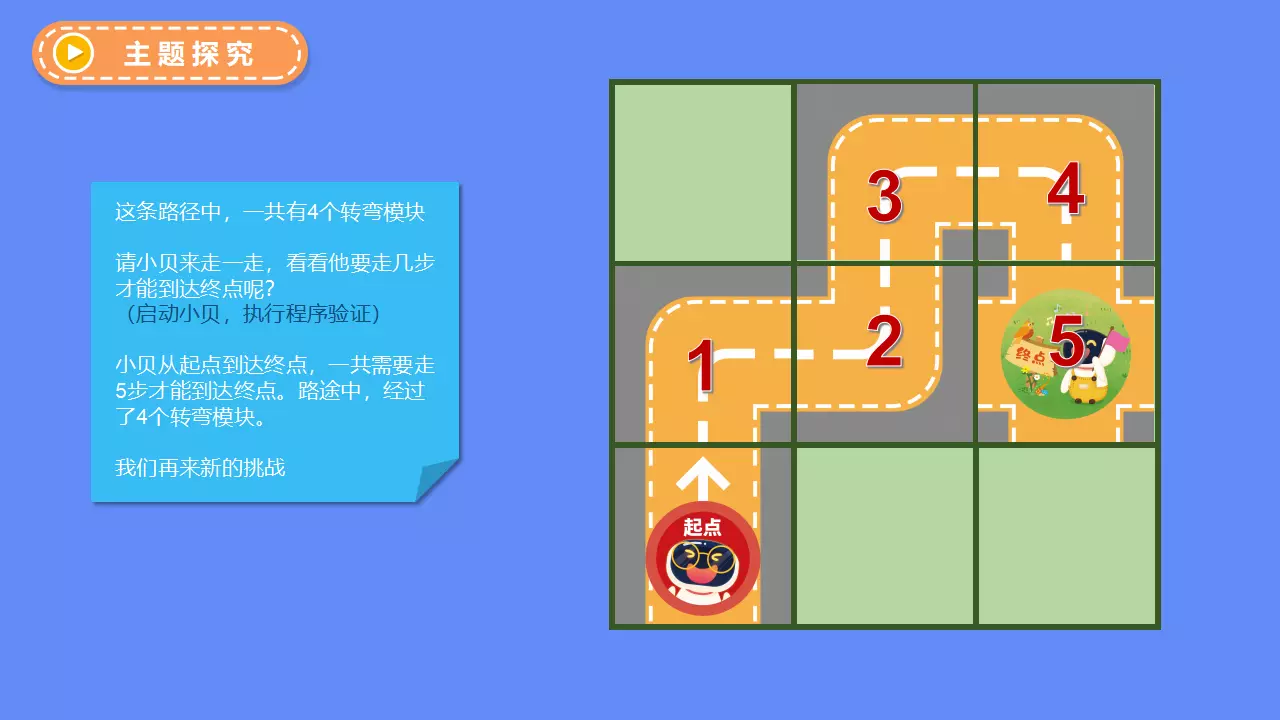 主题探究
这条路径中，一共有4个转弯模块
请小贝来走一走，看看他要走几步
才能到达终点呢？
（启动小贝，执行程序验证）
小贝从起点到达终点，一共需要走
5步才能到达终点。路途中，经过
了4个转弯模块。
我们再来新的挑战
3
4
1
2
5
终点
起点